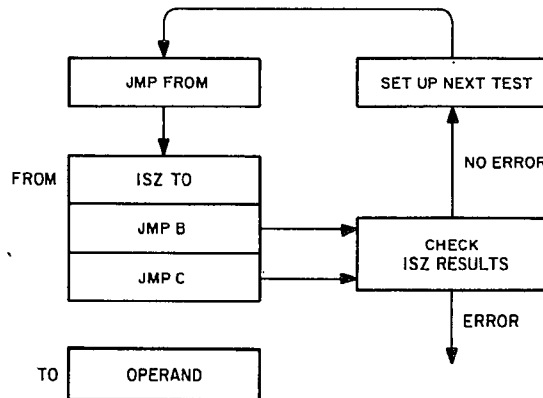 JMP FROM
SET UP NEXT TEST
FROM
ISZ TO
NO ERROR
JMP B
CHECK
ISZ RESULTS
JMP C
ERROR
TO
OPERAND